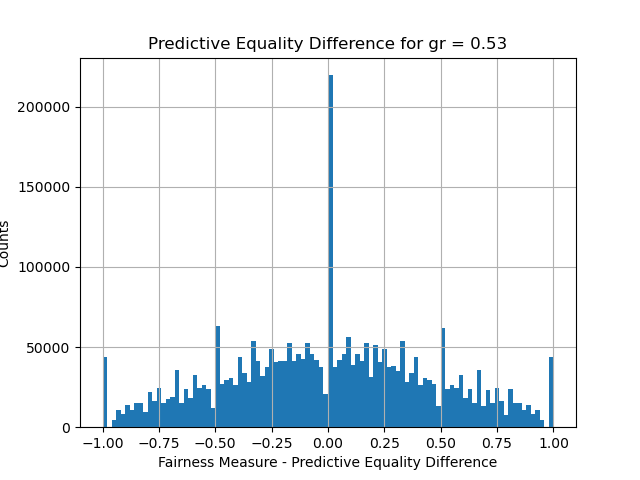 Predictive Equality Difference for gr = 0.53
200000
150000
100000
50000
0
Counts
−1.00 −0.75 −0.50 −0.25 0.00 0.25 0.50 0.75 1.00
Fairness Measure - Predictive Equality Difference